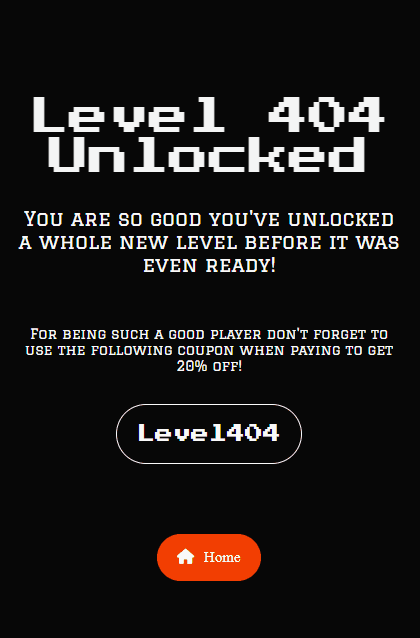 Level 404
Unlocked
You are so good you've unlocked
a whole new level before it was
even ready!
For being such a good player don't forget to
use the following coupon when paying to get
20% off!
Level404
Home